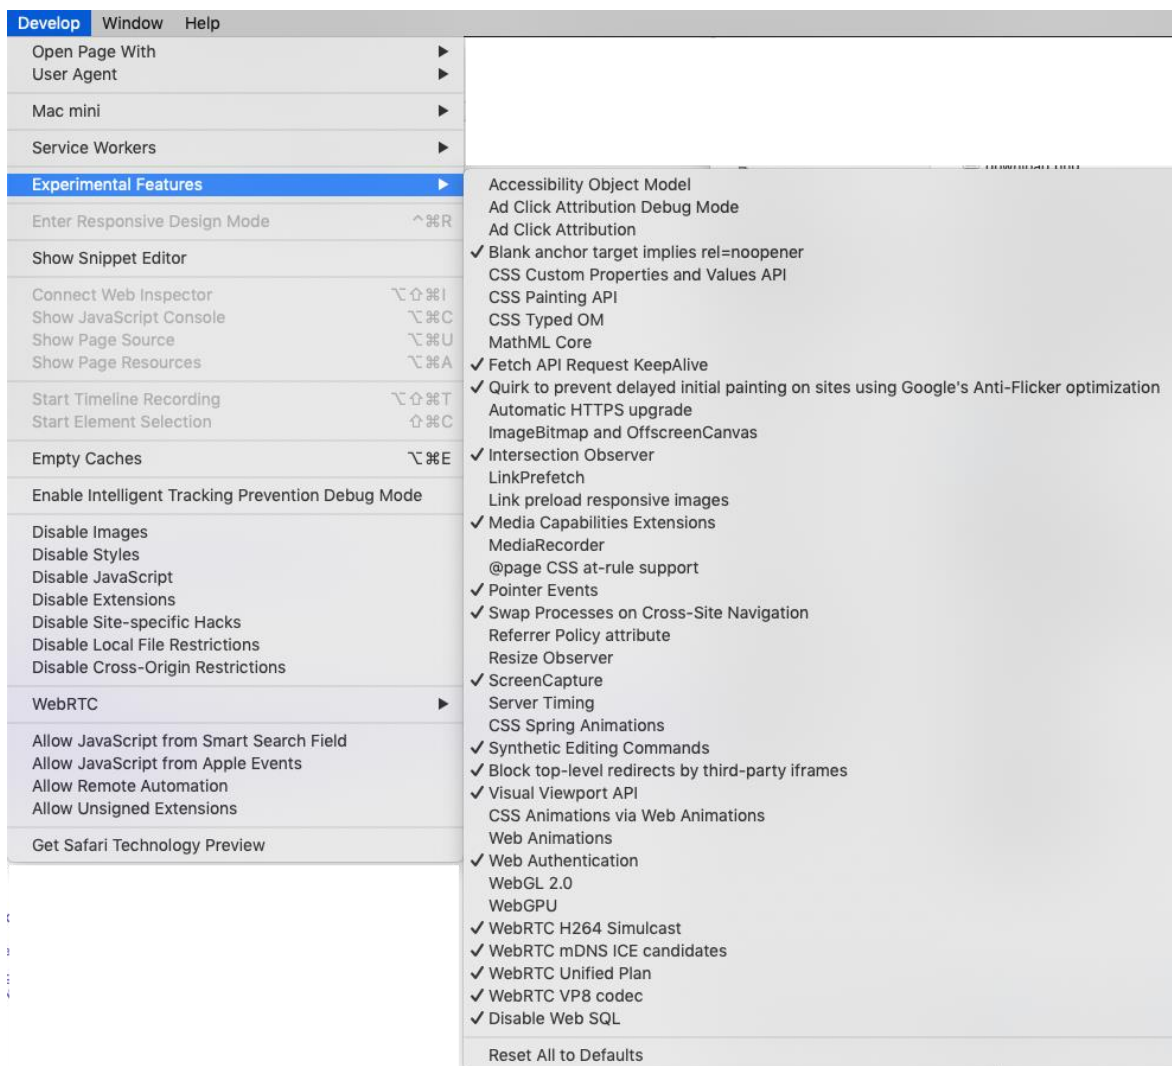 Develop Window Help
Open Page With
User Agent
Mac mini
Service Workers
Experimental Features
Enter Responsive Design Mode ^⌘R
Show Snippet Editor
Connect Web Inspector ⌥⇧⌘I
Show JavaScript Console ⌥⌘C
Show Page Source ⌥⌘U
Show Page Resources ⌥⌘A
Start Timeline Recording ⌥⇧⌘T
Start Element Selection ⇧⌘C
Empty Caches ⌥⌘E
Enable Intelligent Tracking Prevention Debug Mode
Disable Images
Disable Styles
Disable JavaScript
Disable Extensions
Disable Site-specific Hacks
Disable Local File Restrictions
Disable Cross-Origin Restrictions
WebRTC
Allow JavaScript from Smart Search Field
Allow JavaScript from Apple Events
Allow Remote Automation
Allow Unsigned Extensions
Get Safari Technology Preview
Accessibility Object Model
Ad Click Attribution Debug Mode
Ad Click Attribution
✓ Blank anchor target implies rel=noopener
CSS Custom Properties and Values API
CSS Painting API
CSS Typed OM
MathML Core
✓ Fetch API Request KeepAlive
✓ Quirk to prevent delayed initial painting on sites using Google's Anti-Flicker optimization
Automatic HTTPS upgrade
ImageBitmap and OffscreenCanvas
✓ Intersection Observer
LinkPrefetch
Link preload responsive images
✓ Media Capabilities Extensions
MediaRecorder
@page CSS at-rule support
✓ Pointer Events
✓ Swap Processes on Cross-Site Navigation
Referrer Policy attribute
Resize Observer
✓ ScreenCapture
Server Timing
CSS Spring Animations
✓ Synthetic Editing Commands
✓ Block top-level redirects by third-party iframes
✓ Visual Viewport API
CSS Animations via Web Animations
Web Animations
✓ Web Authentication
WebGL 2.0
WebGPU
✓ WebRTC H264 Simulcast
✓ WebRTC mDNS ICE candidates
✓ WebRTC Unified Plan
✓ WebRTC VP8 codec
✓ Disable Web SQL
Reset All to Defaults